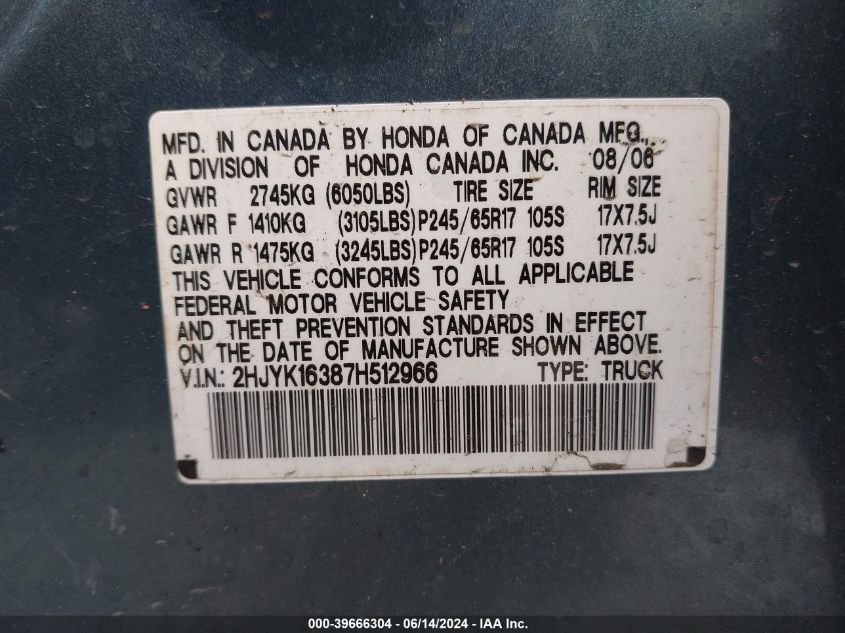 MFD. IN CANADA BY HONDA OF CANADA MFG.,
A DIVISION OF HONDA CANADA INC. 08/06
GVWR 2745KG (6050LBS) TIRE SIZE RIM SIZE
GAWR F 1410KG (3105LBS)P245/65R17 105S 17X7.5J
GAWR R 1475KG (3245LBS)P245/65R17 105S 17X7.5J
THIS VEHICLE CONFORMS TO ALL APPLICABLE
FEDERAL MOTOR VEHICLE SAFETY
AND THEFT PREVENTION STANDARDS IN EFFECT
ON THE DATE OF MANUFACTURE SHOWN ABOVE.
V.I.N.: 2HJYK16387H512966 TYPE: TRUCK
000-39666304 - 06/14/2024 - IAA Inc.